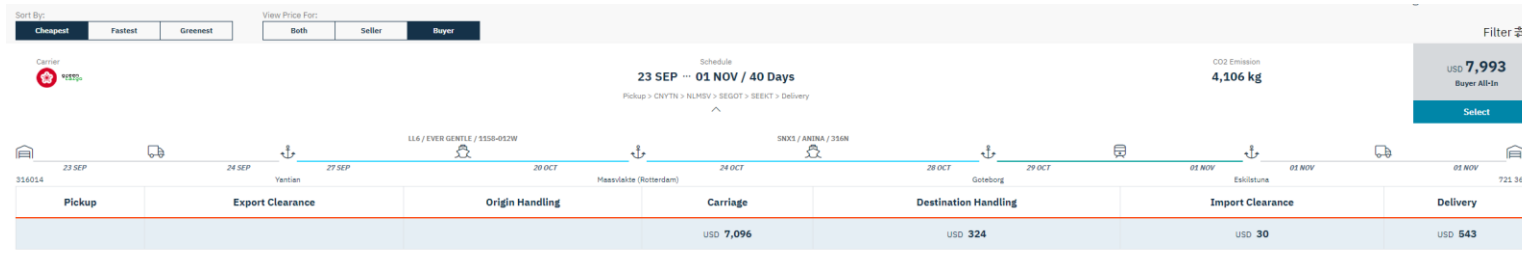 Sort By:
View Price For:
Cheapest Fastest Greenest Both Seller Buyer
Filter
Carrier
Schedule
CO2 Emission
23 SEP ··· 01 NOV / 40 Days
4,106 kg
USD 7,993
Buyer All-In
Pickup > CNYTN > NLMSV > SEGOT > SEEKT > Delivery
Select
LL6 / EVER GENTLE / 1158-012W
SNX1 / ANINA / 316N
23 SEP 24 SEP 27 SEP 20 OCT 24 OCT 28 OCT 29 OCT 01 NOV 01 NOV 01 NOV
316014 Yantian Maasvlakte (Rotterdam) Goteborg Eskilstuna 721 36
Pickup Export Clearance Origin Handling Carriage Destination Handling Import Clearance Delivery
USD 7,096 USD 324 USD 30 USD 543